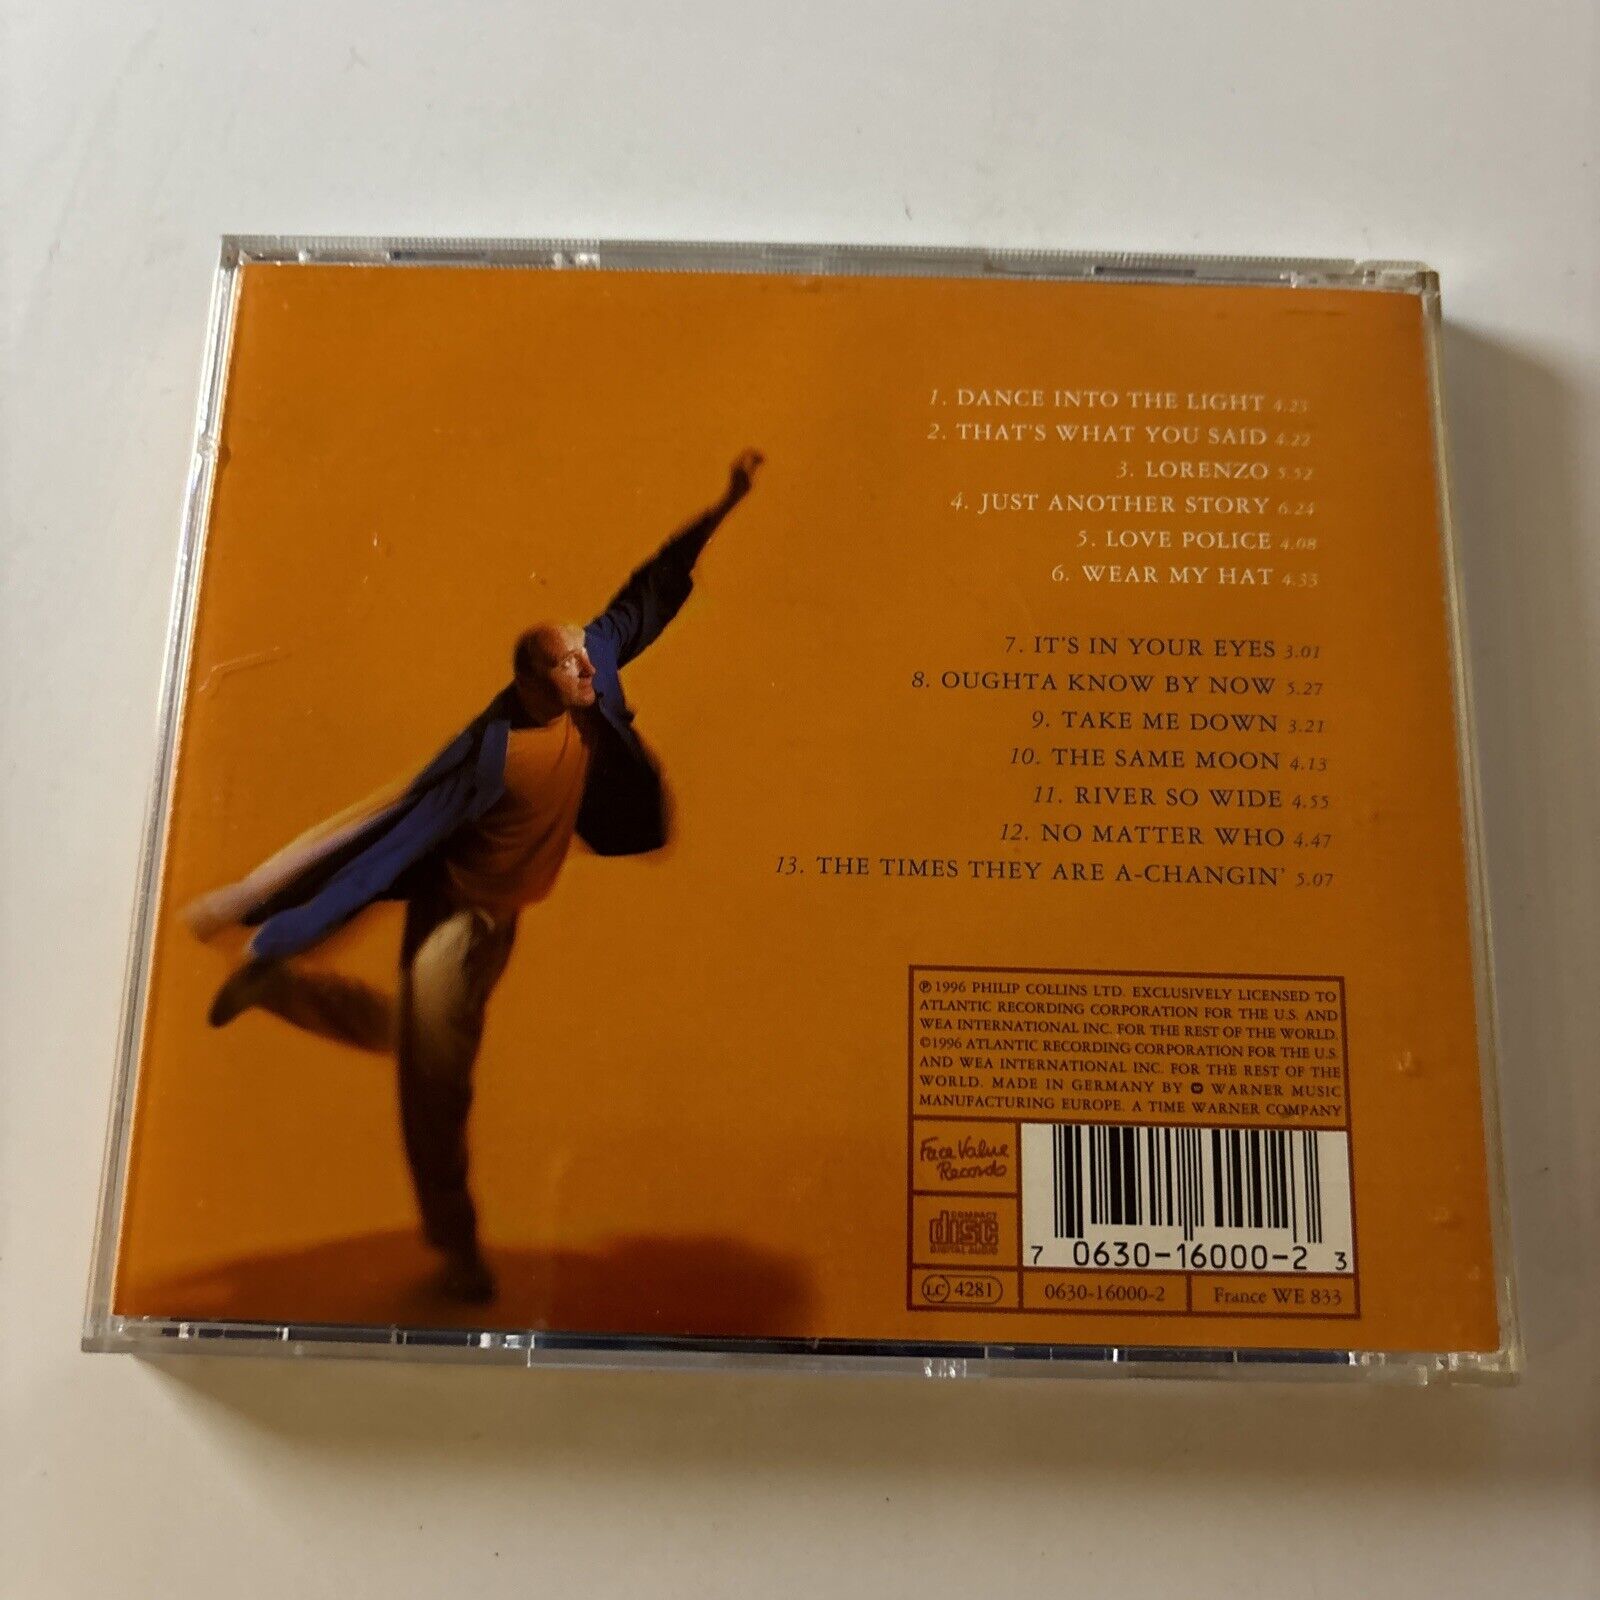 1. DANCE INTO THE LIGHT 4.23
2. THAT'S WHAT YOU SAID 4.22
3. LORENZO 5.52
4. JUST ANOTHER STORY 6.24
5. LOVE POLICE 4.08
6. WEAR MY HAT 4.33
7. IT'S IN YOUR EYES 3.01
8. OUGHTA KNOW BY NOW 5.27
9. TAKE ME DOWN 3.21
10. THE SAME MOON 4.13
11. RIVER SO WIDE 4.55
12. NO MATTER WHO 4.47
13. THE TIMES THEY ARE A-CHANGIN' 5.07
℗ 1996 PHILIP COLLINS LTD. EXCLUSIVELY LICENSED TO
ATLANTIC RECORDING CORPORATION FOR THE U.S. AND
WEA INTERNATIONAL INC. FOR THE REST OF THE WORLD.
©1996 ATLANTIC RECORDING CORPORATION FOR THE U.S.
AND WEA INTERNATIONAL INC. FOR THE REST OF THE
WORLD. MADE IN GERMANY BY WARNER MUSIC
MANUFACTURING EUROPE. A TIME WARNER COMPANY
Face Value
Records
COMPACT
disc
DIGITAL AUDIO
7 0630-16000-2 3
LC 4281
0630-16000-2
France WE 833